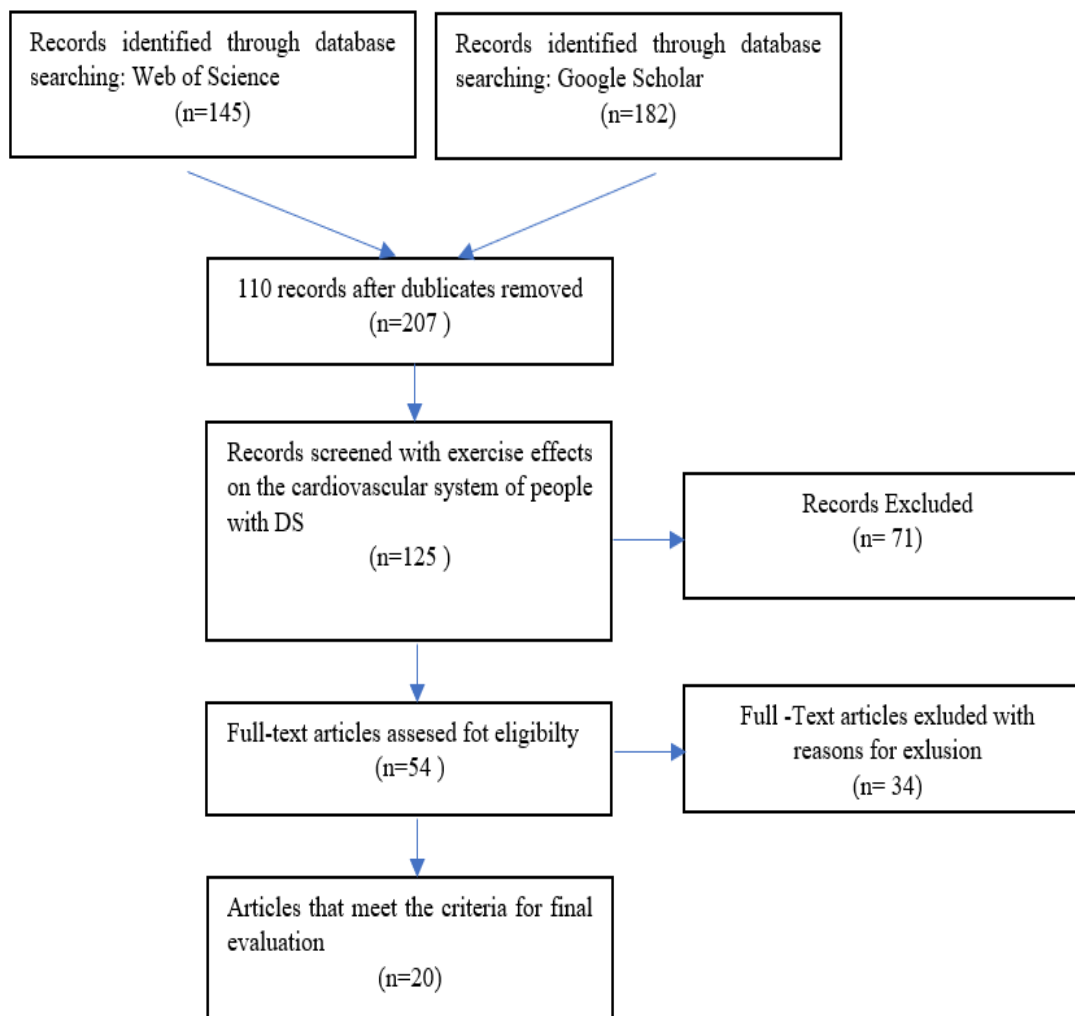 Records identified through database
searching: Web of Science
(n=145)
Records identified through database
searching: Google Scholar
(n=182)
110 records after dublicates removed
(n=207 )
Records screened with exercise effects
on the cardiovascular system of people
with DS
(n=125 )
Records Excluded
(n= 71)
Full-text articles assesed fot eligibilty
(n=54 )
Full -Text articles exluded with
reasons for exlusion
(n= 34)
Articles that meet the criteria for final
evaluation
(n=20)